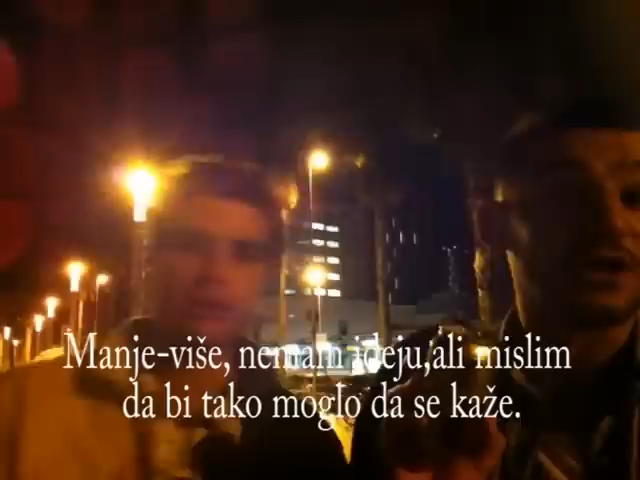 Manje-više, nemam ideju,ali mislim
da bi tako moglo da se kaže.